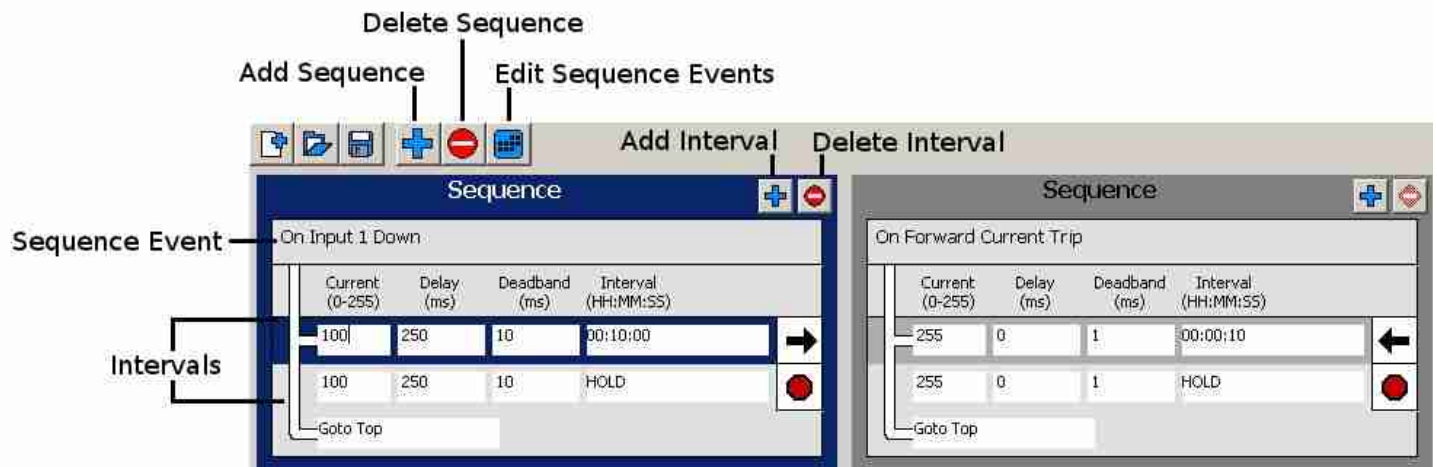 Delete Sequence
Add Sequence
Edit Sequence Events
Add Interval
Delete Interval
Sequence
Sequence
Sequence Event
On Input 1 Down
On Forward Current Trip
Current (0-255)
Delay (ms)
Deadband (ms)
Interval (HH:MM:SS)
Current (0-255)
Delay (ms)
Deadband (ms)
Interval (HH:MM:SS)
Intervals
100 250 10 00:10:00
255 0 1 00:00:10
100 250 10 HOLD
255 0 1 HOLD
Goto Top
Goto Top